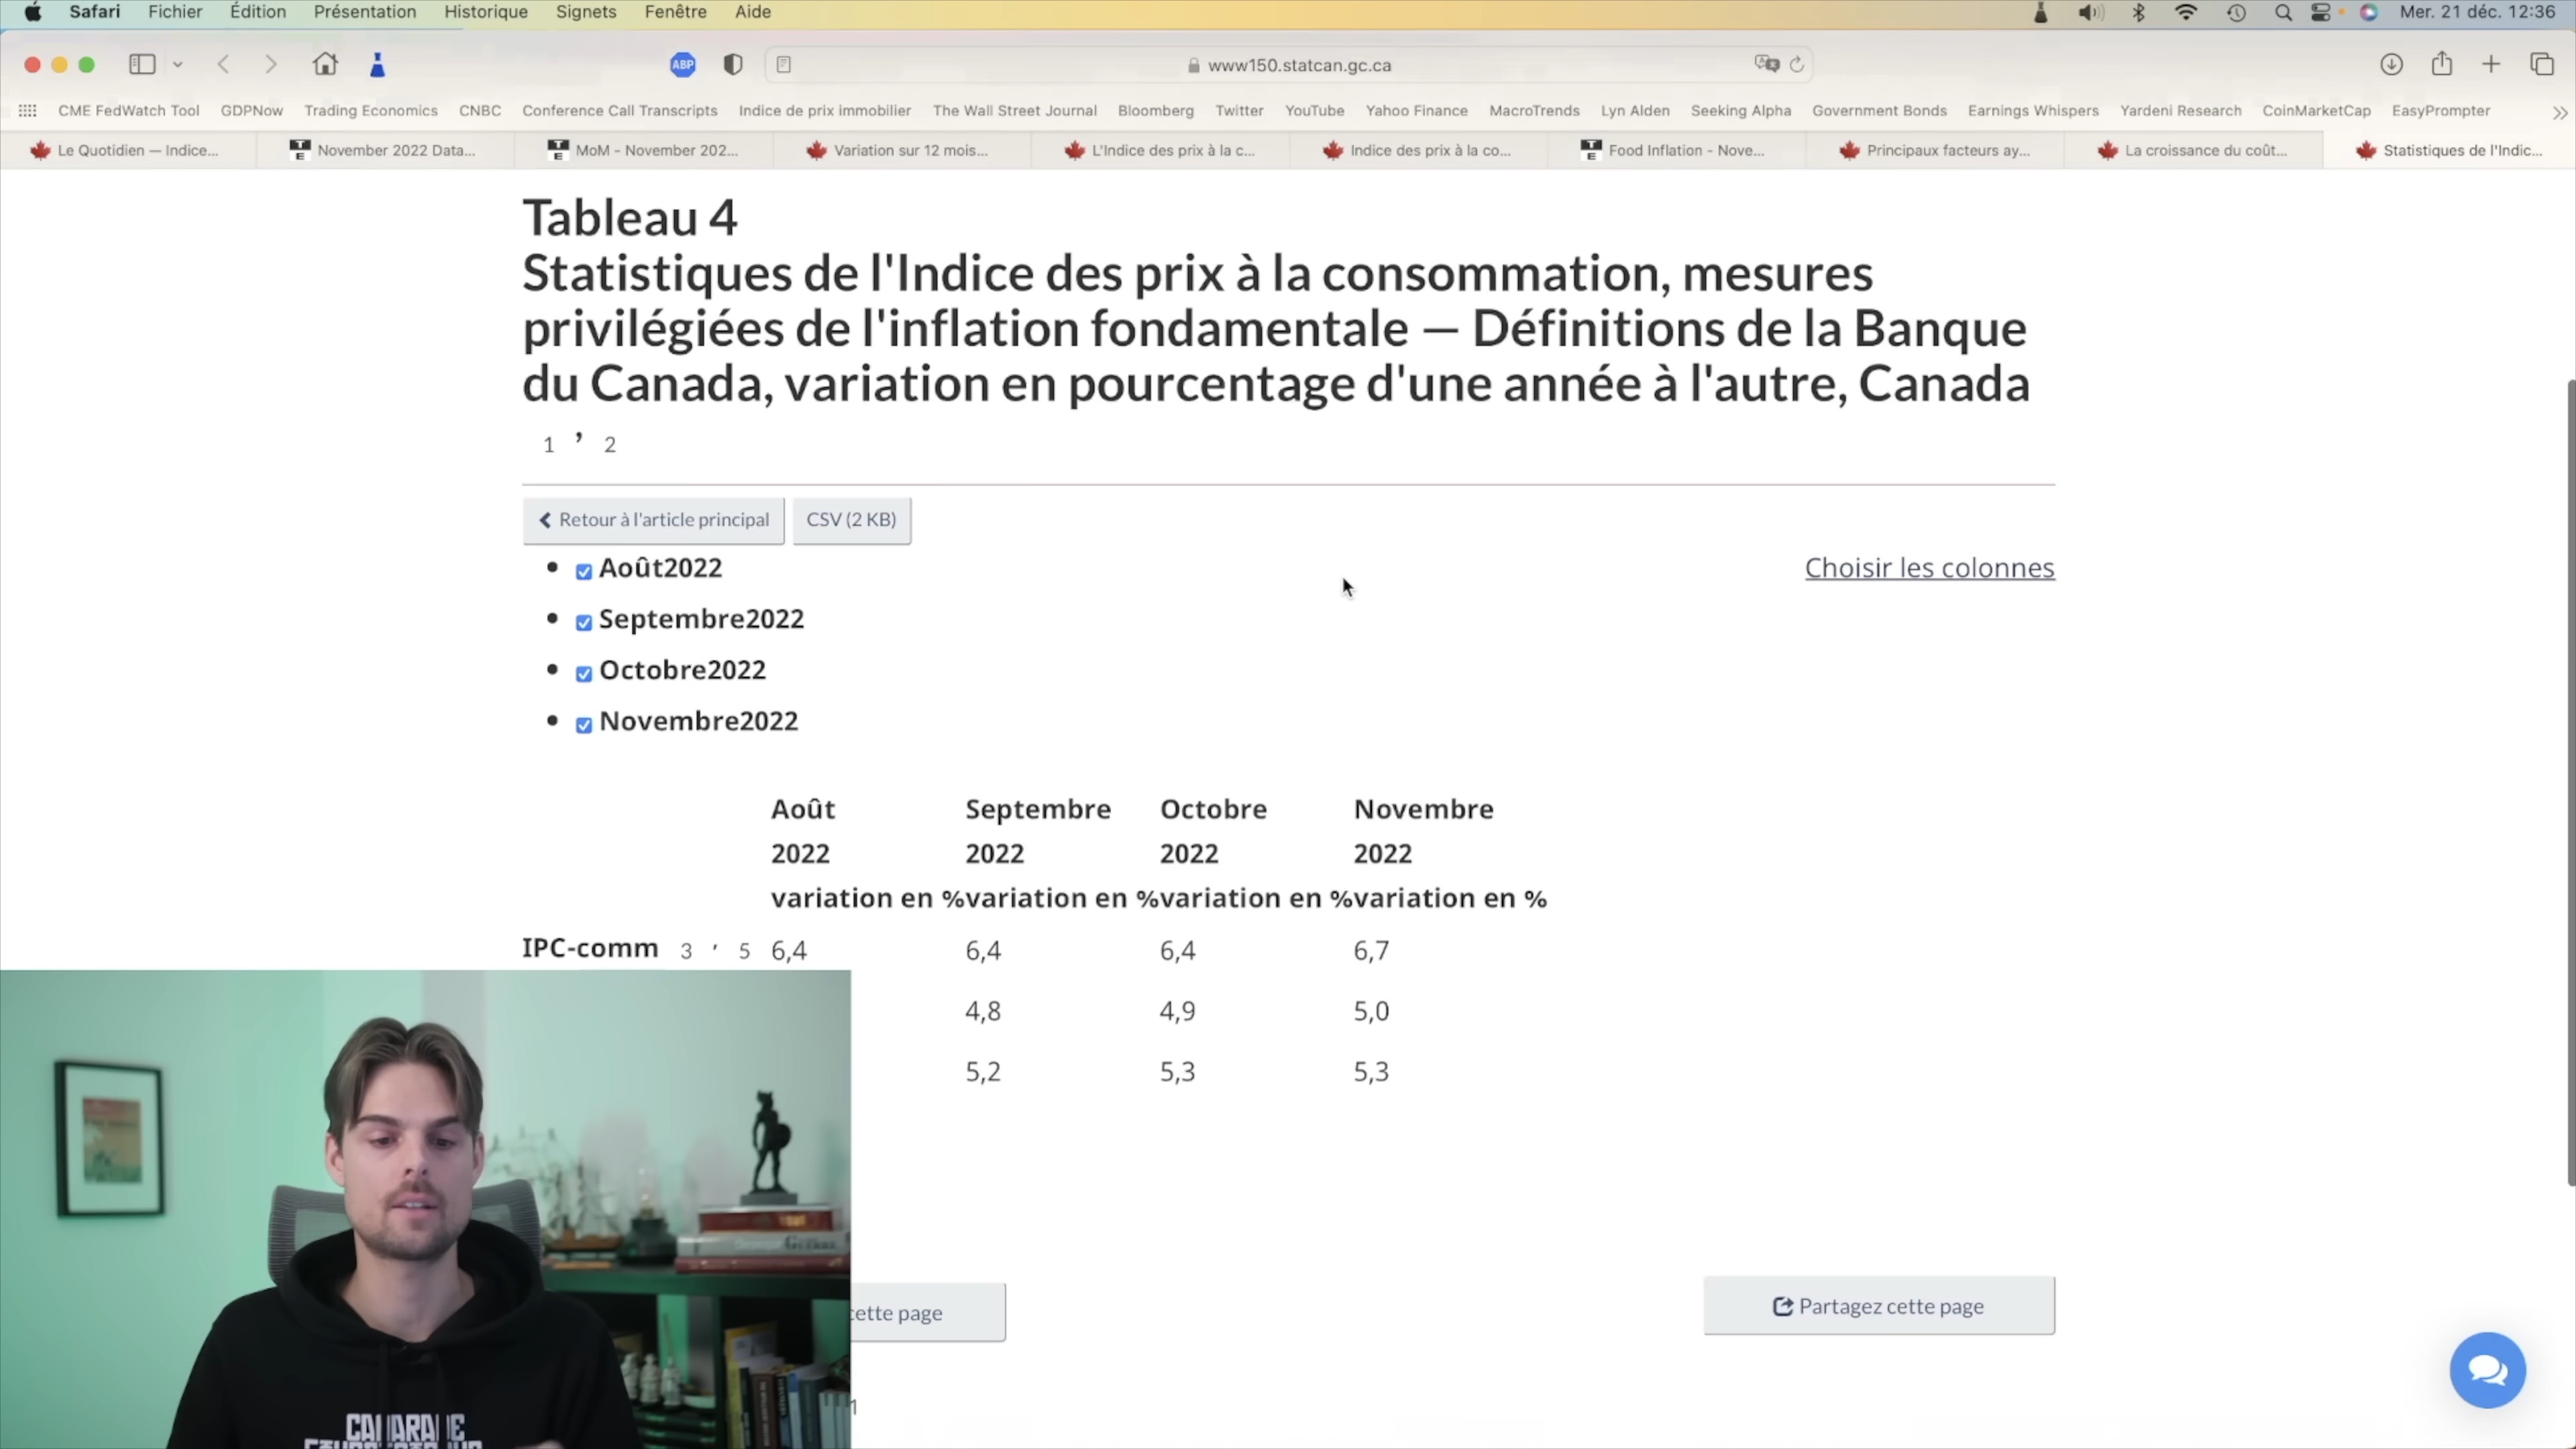 Safari Fichier Édition Présentation Historique Signets Fenêtre Aide Mer. 21 déc. 12:36
ABP www150.statcan.gc.ca
CME FedWatch Tool GDPNow Trading Economics CNBC Conference Call Transcripts Indice de prix immobilier The Wall Street Journal Bloomberg Twitter YouTube Yahoo Finance MacroTrends Lyn Alden Seeking Alpha Government Bonds Earnings Whispers Yardeni Research CoinMarketCap EasyPrompter
Le Quotidien — Indice... November 2022 Data... MoM - November 202... Variation sur 12 mois... L'Indice des prix à la c... Indice des prix à la co... Food Inflation - Nove... Principaux facteurs ay... La croissance du coût... Statistiques de l'Indic...
Tableau 4
Statistiques de l'Indice des prix à la consommation, mesures
privilégiées de l'inflation fondamentale — Définitions de la Banque
du Canada, variation en pourcentage d'une année à l'autre, Canada
1 , 2
Retour à l'article principal CSV (2 KB)
Août2022 Choisir les colonnes
Septembre2022
Octobre2022
Novembre2022
Août Septembre Octobre Novembre
2022 2022 2022 2022
variation en % variation en % variation en % variation en %
IPC-comm 3 , 5 6,4 6,4 6,4 6,7
4,8 4,9 5,0
5,2 5,3 5,3
cette page Partagez cette page